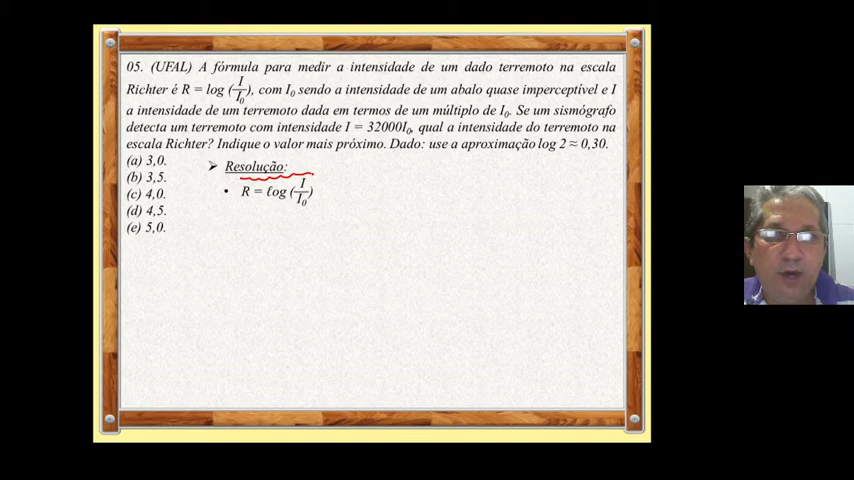 05. (UFAL) A fórmula para medir a intensidade de um dado terremoto na escala
Richter é R = log (I/I₀), com I₀ sendo a intensidade de um abalo quase imperceptível e I
a intensidade de um terremoto dada em termos de um múltiplo de I₀. Se um sismógrafo
detecta um terremoto com intensidade I = 32000I₀, qual a intensidade do terremoto na
escala Richter? Indique o valor mais próximo. Dado: use a aproximação log 2 ≈ 0,30.
(a) 3,0.
(b) 3,5.
(c) 4,0.
(d) 4,5.
(e) 5,0.
➢ Resolução:
• R = ℓog (I/I₀)